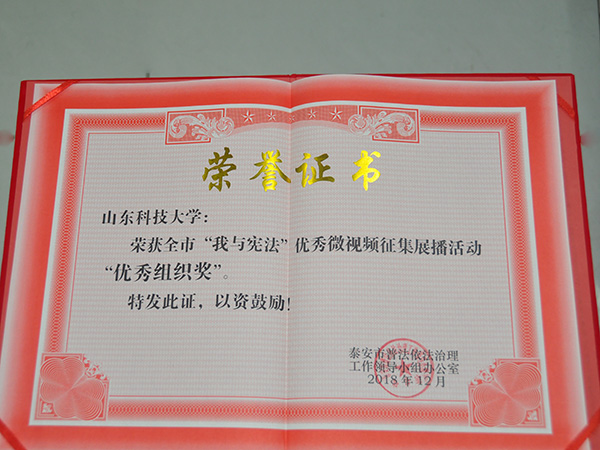 荣誉证书
山东科技大学：
荣获全市“我与宪法”优秀微视频征集展播活动
“优秀组织奖”。
特发此证，以资鼓励！
泰安市普法依法治理
工作领导小组办公室
2018年12月